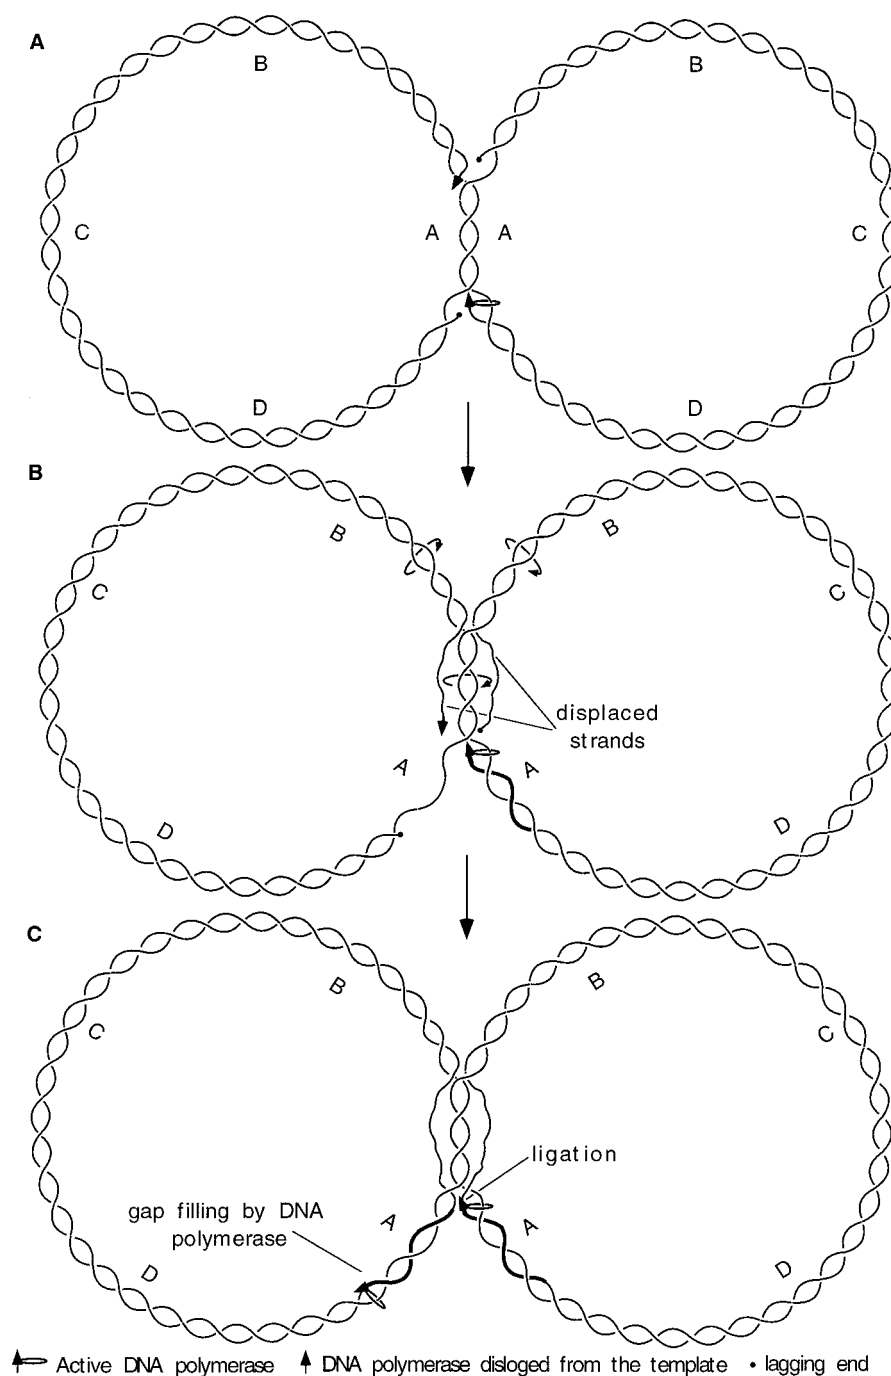 A
B
B
C
A
A
C
D
D
B
B
B
C
C
displaced
strands
A
A
D
D
C
B
B
C
C
ligation
gap filling by DNA
polymerase
A
A
D
D
Active DNA polymerase
DNA polymerase disloged from the template
lagging end